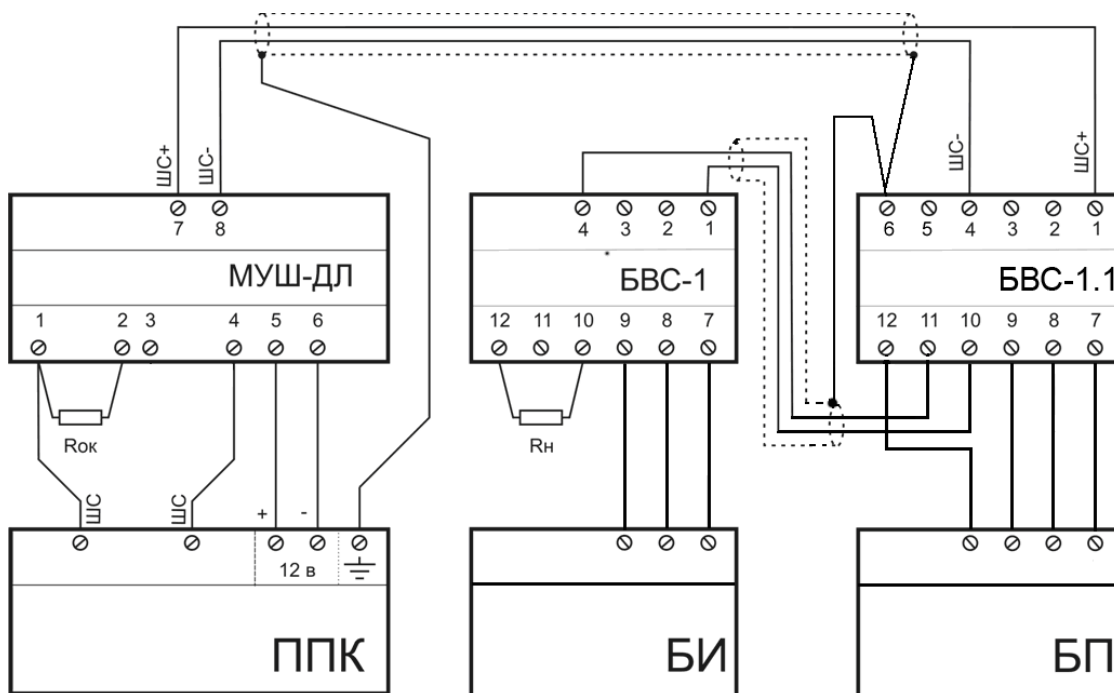 ШС+
ШС-
ШС-
ШС+
7 8
4 3 2 1
6 5 4 3 2 1
МУШ-ДЛ
БВС-1
БВС-1.1
1 2 3 4 5 6
12 11 10 9 8 7
12 11 10 9 8 7
Rок
Rн
ШС
ШС
+
-
12 в
ППК
БИ
БП